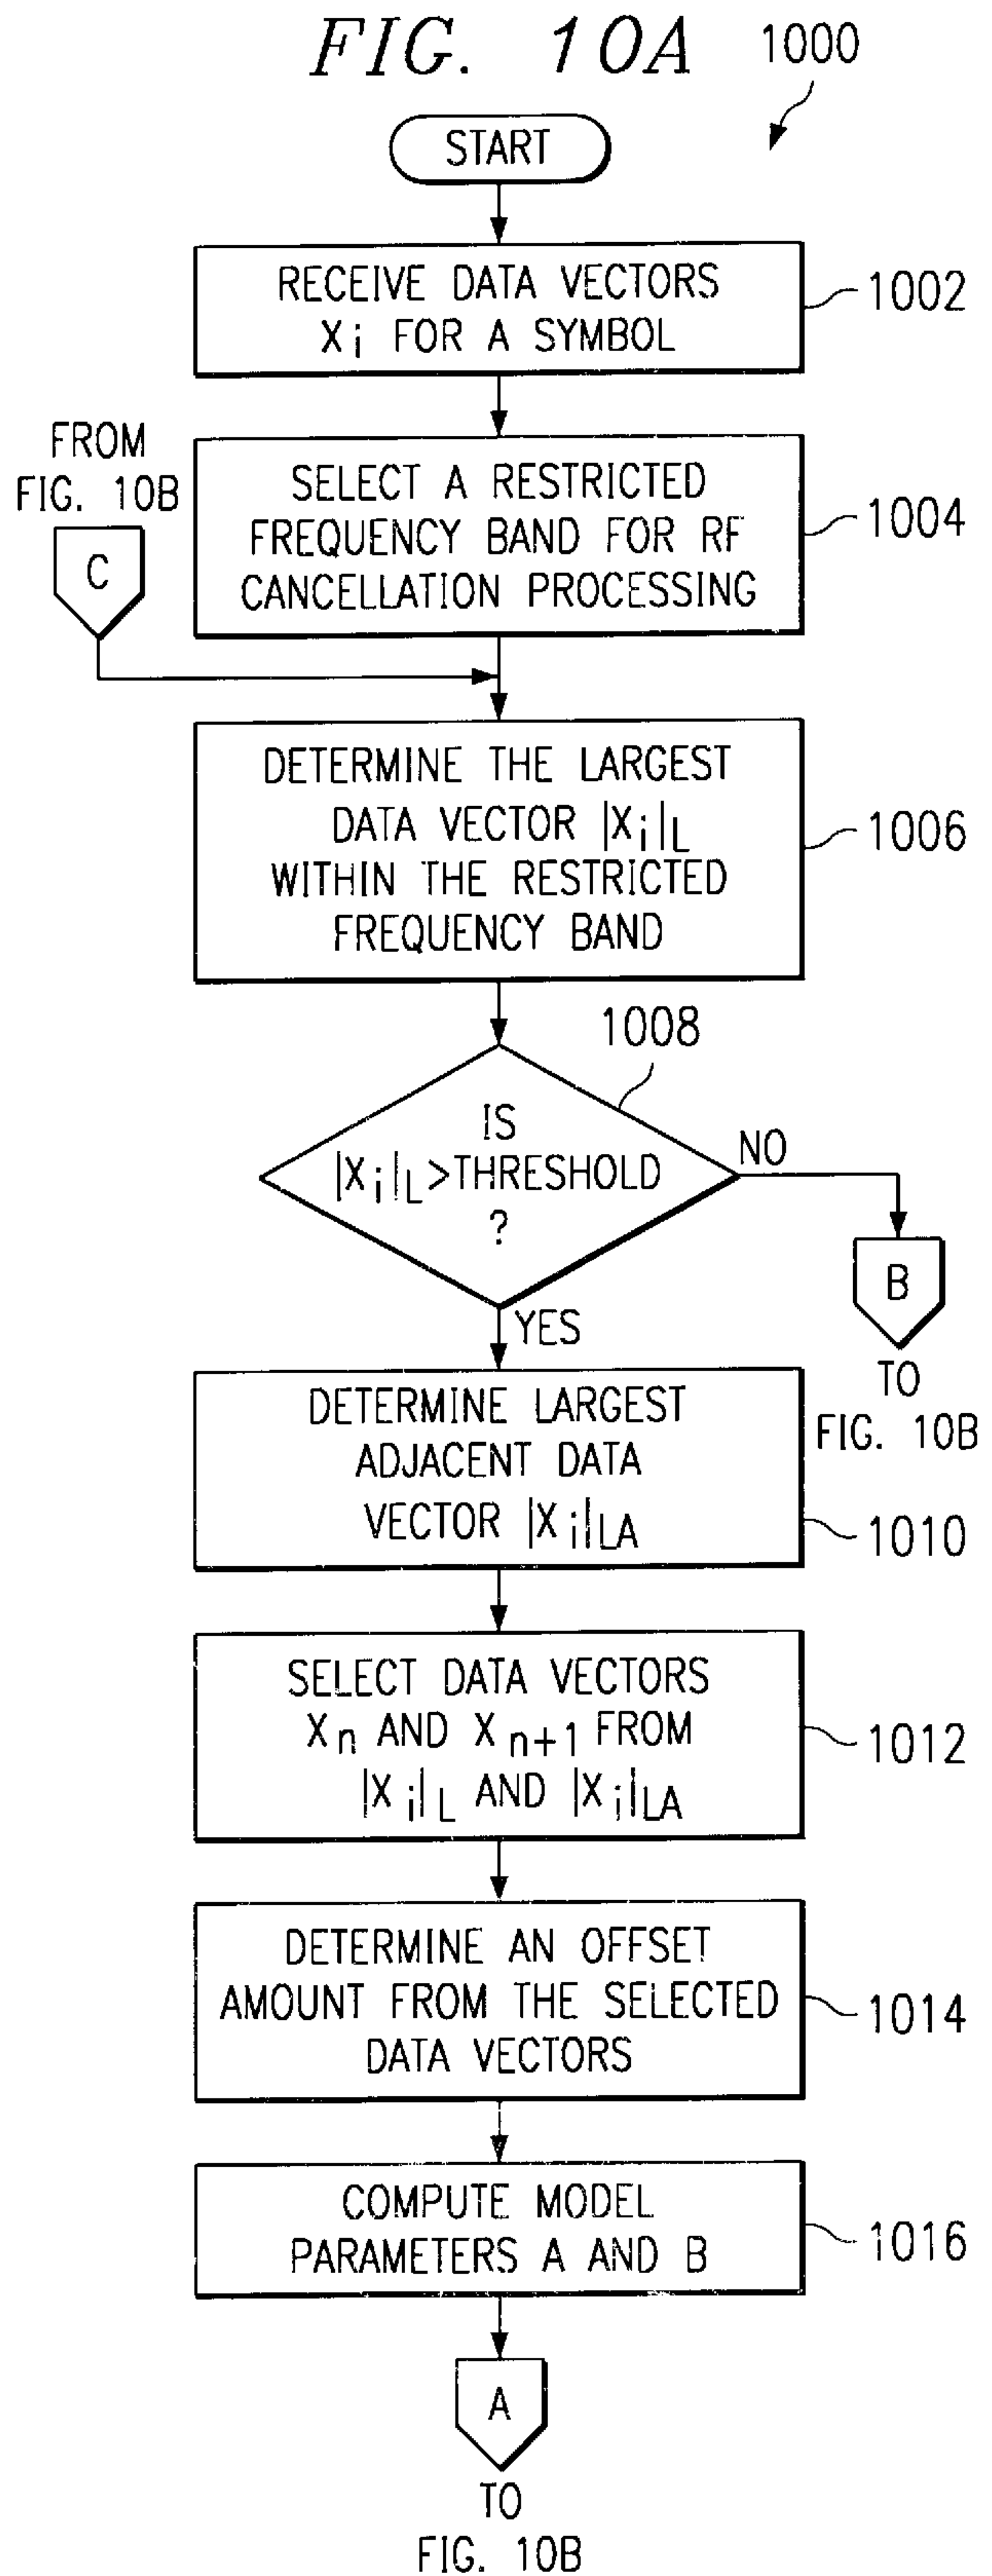 FIG. 10A
1000
START
RECEIVE DATA VECTORS
Xi FOR A SYMBOL
1002
FROM
FIG. 10B
C
SELECT A RESTRICTED
FREQUENCY BAND FOR RF
CANCELLATION PROCESSING
1004
DETERMINE THE LARGEST
DATA VECTOR |Xi|L
WITHIN THE RESTRICTED
FREQUENCY BAND
1006
1008
IS
|Xi|L>THRESHOLD
?
NO
B
TO
FIG. 10B
YES
DETERMINE LARGEST
ADJACENT DATA
VECTOR |Xi|LA
1010
SELECT DATA VECTORS
Xn AND Xn+1 FROM
|Xi|L AND |Xi|LA
1012
DETERMINE AN OFFSET
AMOUNT FROM THE SELECTED
DATA VECTORS
1014
COMPUTE MODEL
PARAMETERS A AND B
1016
A
TO
FIG. 10B